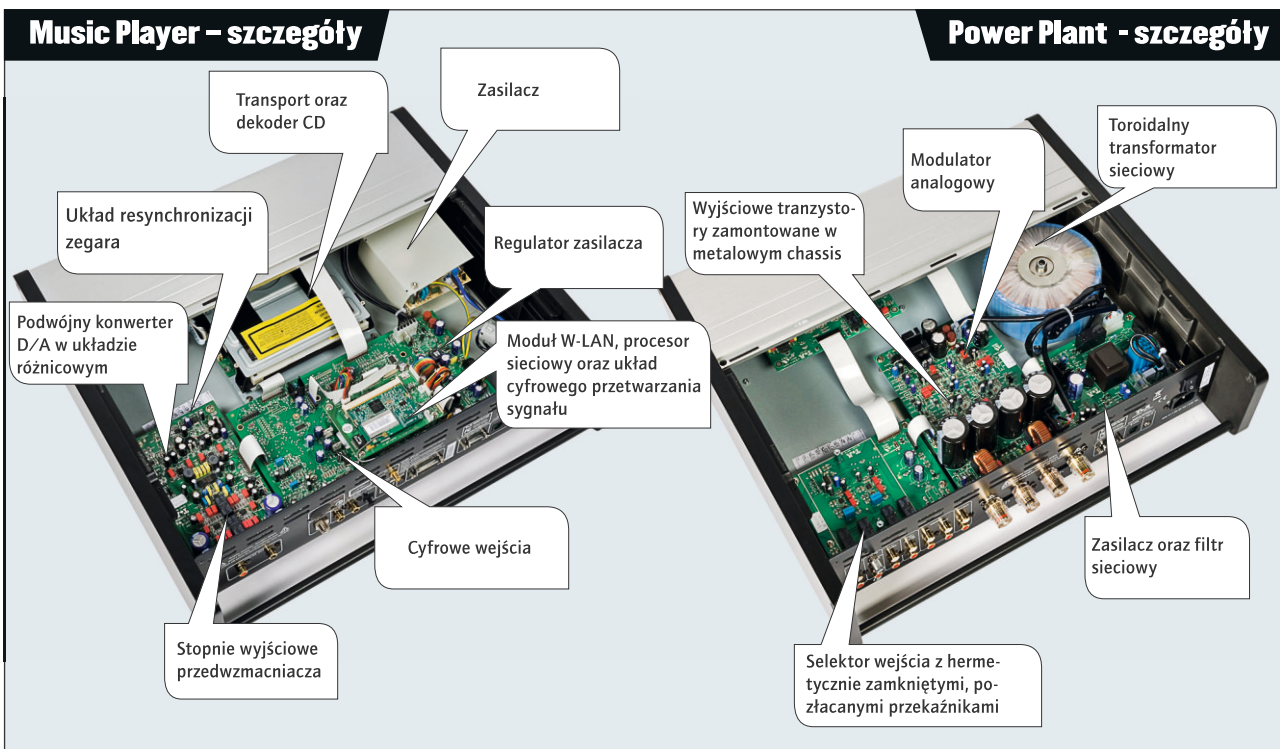 Music Player – szczegóły
Power Plant - szczegóły
Transport oraz
dekoder CD
Zasilacz
Układ resynchronizacji
zegara
Regulator zasilacza
Podwójny konwerter
D/A w układzie
różnicowym
Moduł W-LAN, procesor
sieciowy oraz układ
cyfrowego przetwarzania
sygnału
Cyfrowe wejścia
Stopnie wyjściowe
przedwzmacniacza
Toroidalny
transformator
sieciowy
Modulator
analogowy
Wyjściowe tranzysto-
ry zamontowane w
metalowym chassis
Zasilacz oraz filtr
sieciowy
Selektor wejścia z herme-
tycznie zamkniętymi, po-
złacanymi przekaźnikami